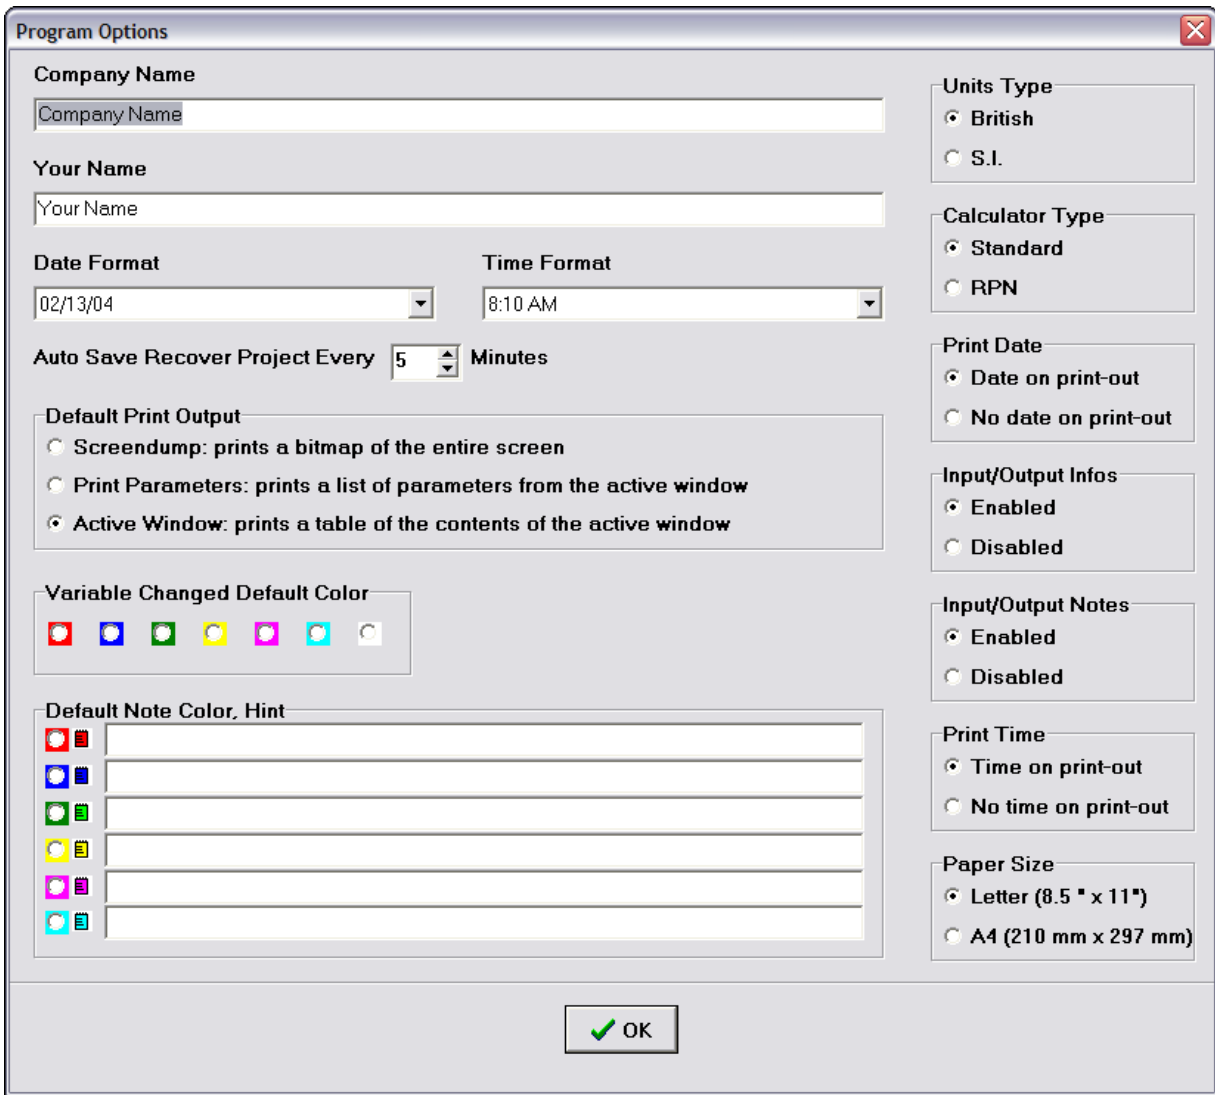 Program Options
Company Name
Company Name
Your Name
Your Name
Date Format
Time Format
02/13/04
8:10 AM
Auto Save Recover Project Every 5 Minutes
Default Print Output
Screendump: prints a bitmap of the entire screen
Print Parameters: prints a list of parameters from the active window
Active Window: prints a table of the contents of the active window
Variable Changed Default Color
Default Note Color, Hint
Units Type
British
S.I.
Calculator Type
Standard
RPN
Print Date
Date on print-out
No date on print-out
Input/Output Infos
Enabled
Disabled
Input/Output Notes
Enabled
Disabled
Print Time
Time on print-out
No time on print-out
Paper Size
Letter (8.5 " x 11")
A4 (210 mm x 297 mm)
OK